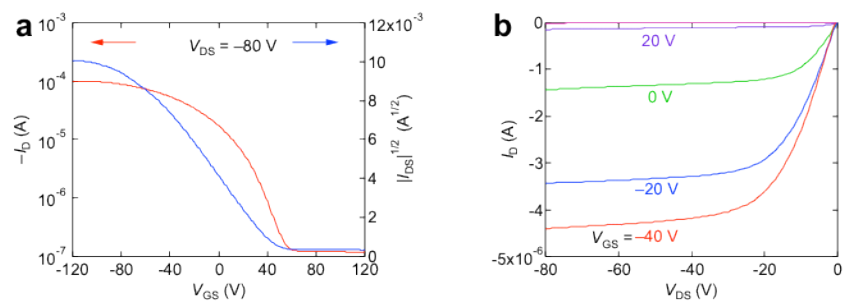 a
V_DS = –80 V
10⁻³
10⁻⁴
10⁻⁵
10⁻⁶
10⁻⁷
–I_D (A)
12x10⁻³
10
8
6
4
2
0
|I_DS|^1/2 (A^1/2)
-120 -80 -40 0 40 80 120
V_GS (V)
b
0
-1
-2
-3
-4
-5x10⁻⁶
I_D (A)
20 V
0 V
–20 V
V_GS = –40 V
-80 -60 -40 -20 0
V_DS (V)